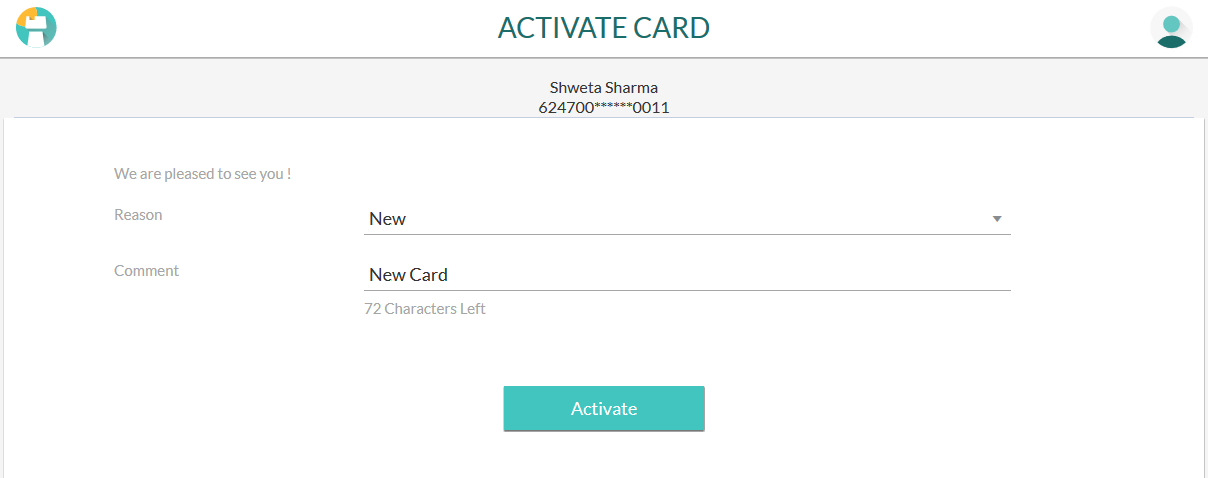 ACTIVATE CARD
Shweta Sharma
624700******0011
We are pleased to see you !
Reason
New
Comment
New Card
72 Characters Left
Activate